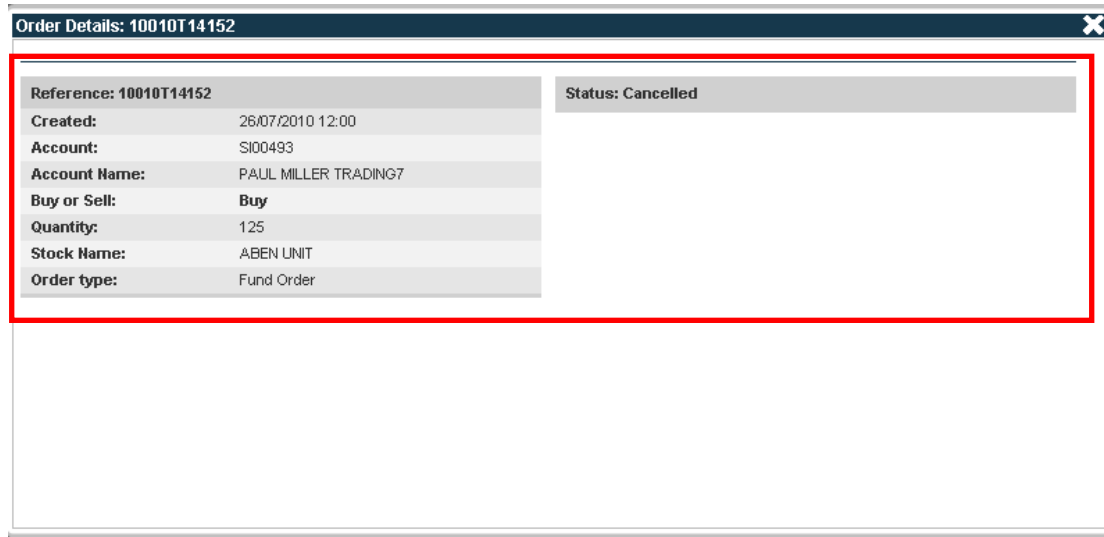 Order Details: 10010T14152
Reference: 10010T14152
Status: Cancelled
Created: 26/07/2010 12:00
Account: SI00493
Account Name: PAUL MILLER TRADING7
Buy or Sell: Buy
Quantity: 125
Stock Name: ABEN UNIT
Order type: Fund Order